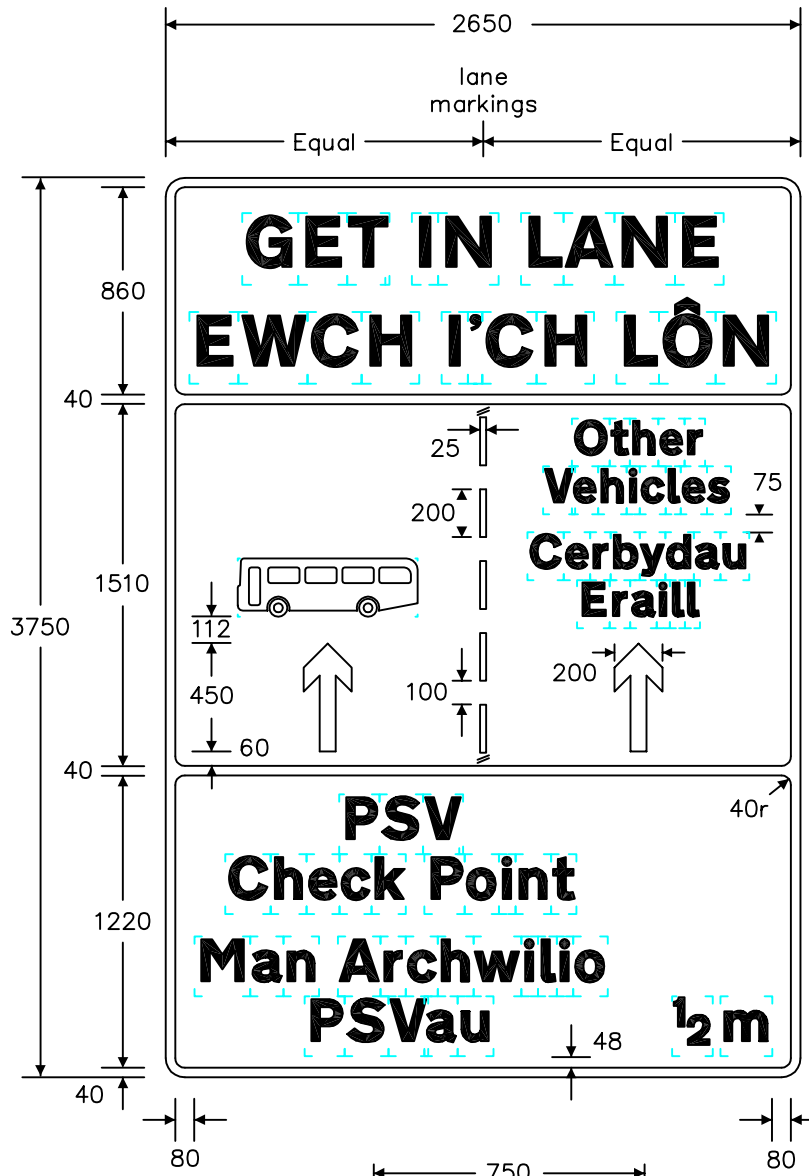 2650
lane
markings
Equal Equal
GET IN LANE
860
EWCH I'CH LÔN
40
25
Other
Vehicles
75
200
Cerbydau
Eraill
1510
3750
112
200
450
100
60
40
40r
PSV
Check Point
1220
Man Archwilio
PSVau
½ m
48
40
80 80
750